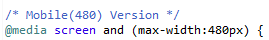 /* Mobile(480) Version */
@media screen and (max-width:480px) {